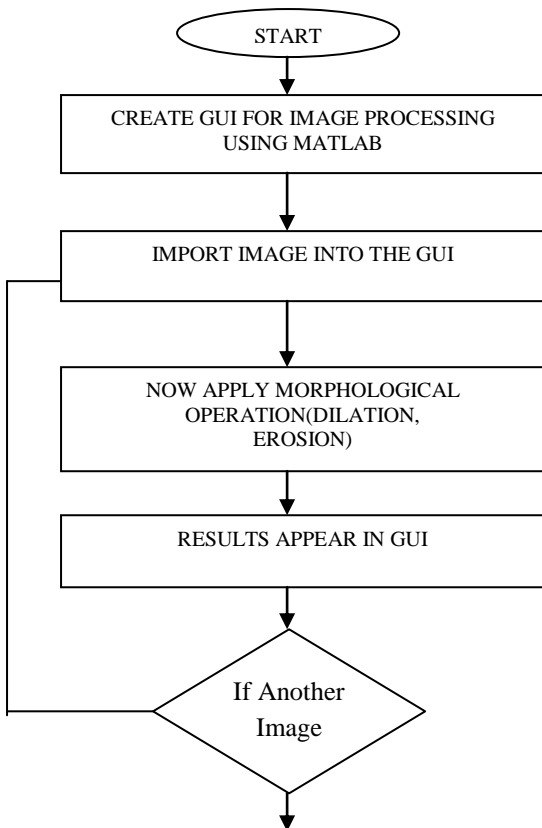 START
CREATE GUI FOR IMAGE PROCESSING
USING MATLAB
IMPORT IMAGE INTO THE GUI
NOW APPLY MORPHOLOGICAL
OPERATION(DILATION,
EROSION)
RESULTS APPEAR IN GUI
If Another
Image